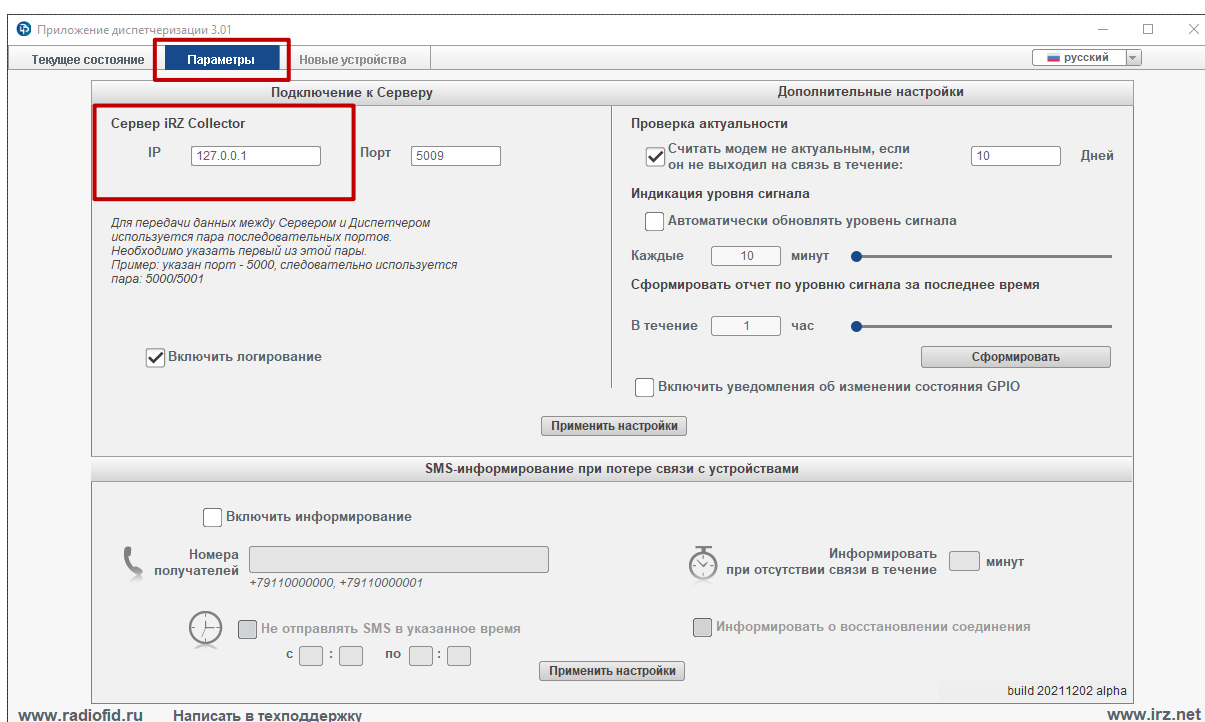 Приложение диспетчеризации 3.01
Текущее состояние Параметры Новые устройства русский
Подключение к Серверу
Сервер iRZ Collector
IP 127.0.0.1 Порт 5009
Для передачи данных между Сервером и Диспетчером
используется пара последовательных портов.
Необходимо указать первый из этой пары.
Пример: указан порт - 5000, следовательно используется
пара: 5000/5001
Включить логирование
Дополнительные настройки
Проверка актуальности
Считать модем не актуальным, если
он не выходил на связь в течение: 10 Дней
Индикация уровня сигнала
Автоматически обновлять уровень сигнала
Каждые 10 минут
Сформировать отчет по уровню сигнала за последнее время
В течение 1 час
Сформировать
Включить уведомления об изменении состояния GPIO
Применить настройки
SMS-информирование при потере связи с устройствами
Включить информирование
Номера
получателей
+79110000000, +79110000001
Информировать
при отсутствии связи в течение минут
Не отправлять SMS в указанное время
с : по :
Информировать о восстановлении соединения
Применить настройки
build 20211202 alpha
www.radiofid.ru Написать в техподдержку www.irz.net